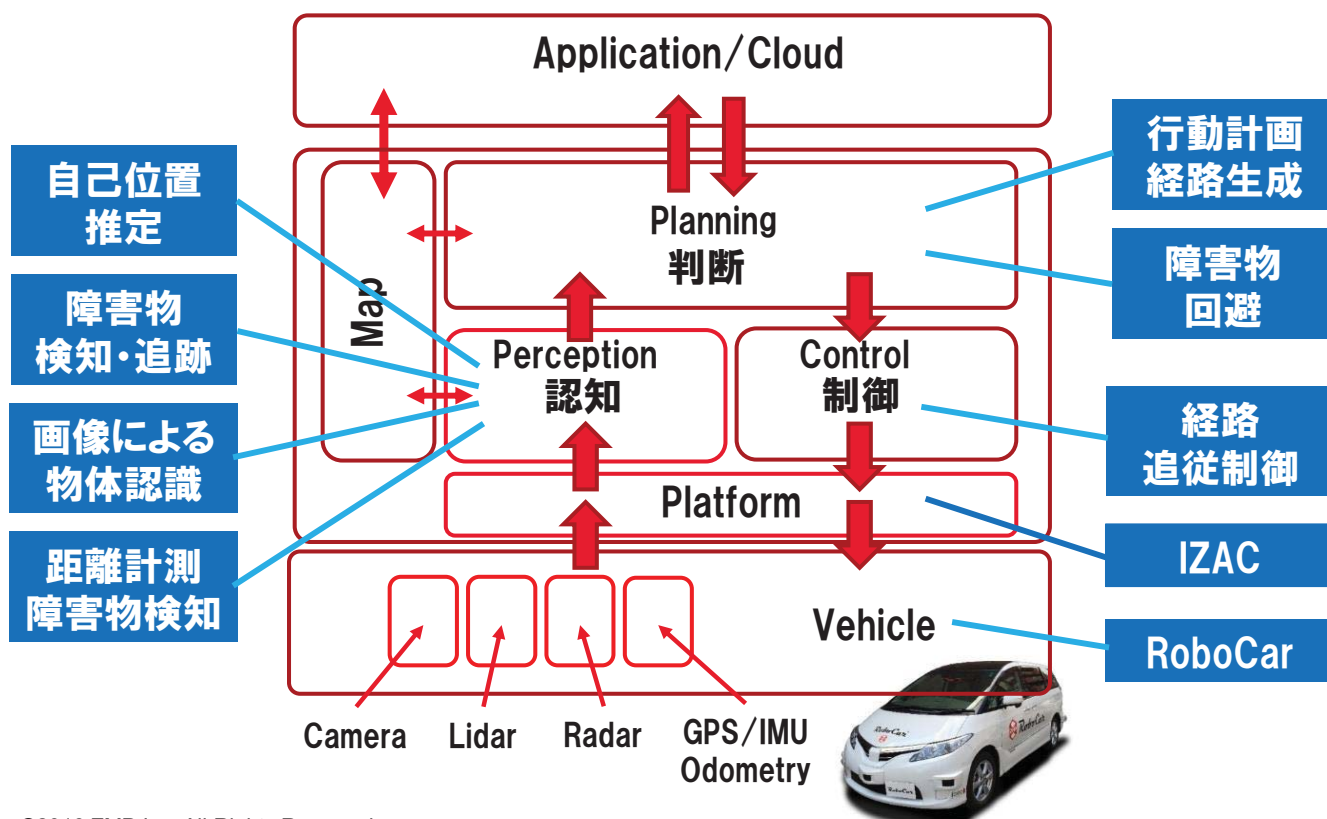 Application/Cloud
自己位置
推定
障害物
検知・追跡
画像による
物体認識
距離計測
障害物検知
Map
Planning
判断
Perception
認知
Control
制御
Platform
Vehicle
行動計画
経路生成
障害物
回避
経路
追従制御
IZAC
RoboCar
Camera
Lidar
Radar
GPS/IMU
Odometry
RoboCar
RoboCar
RoboCar